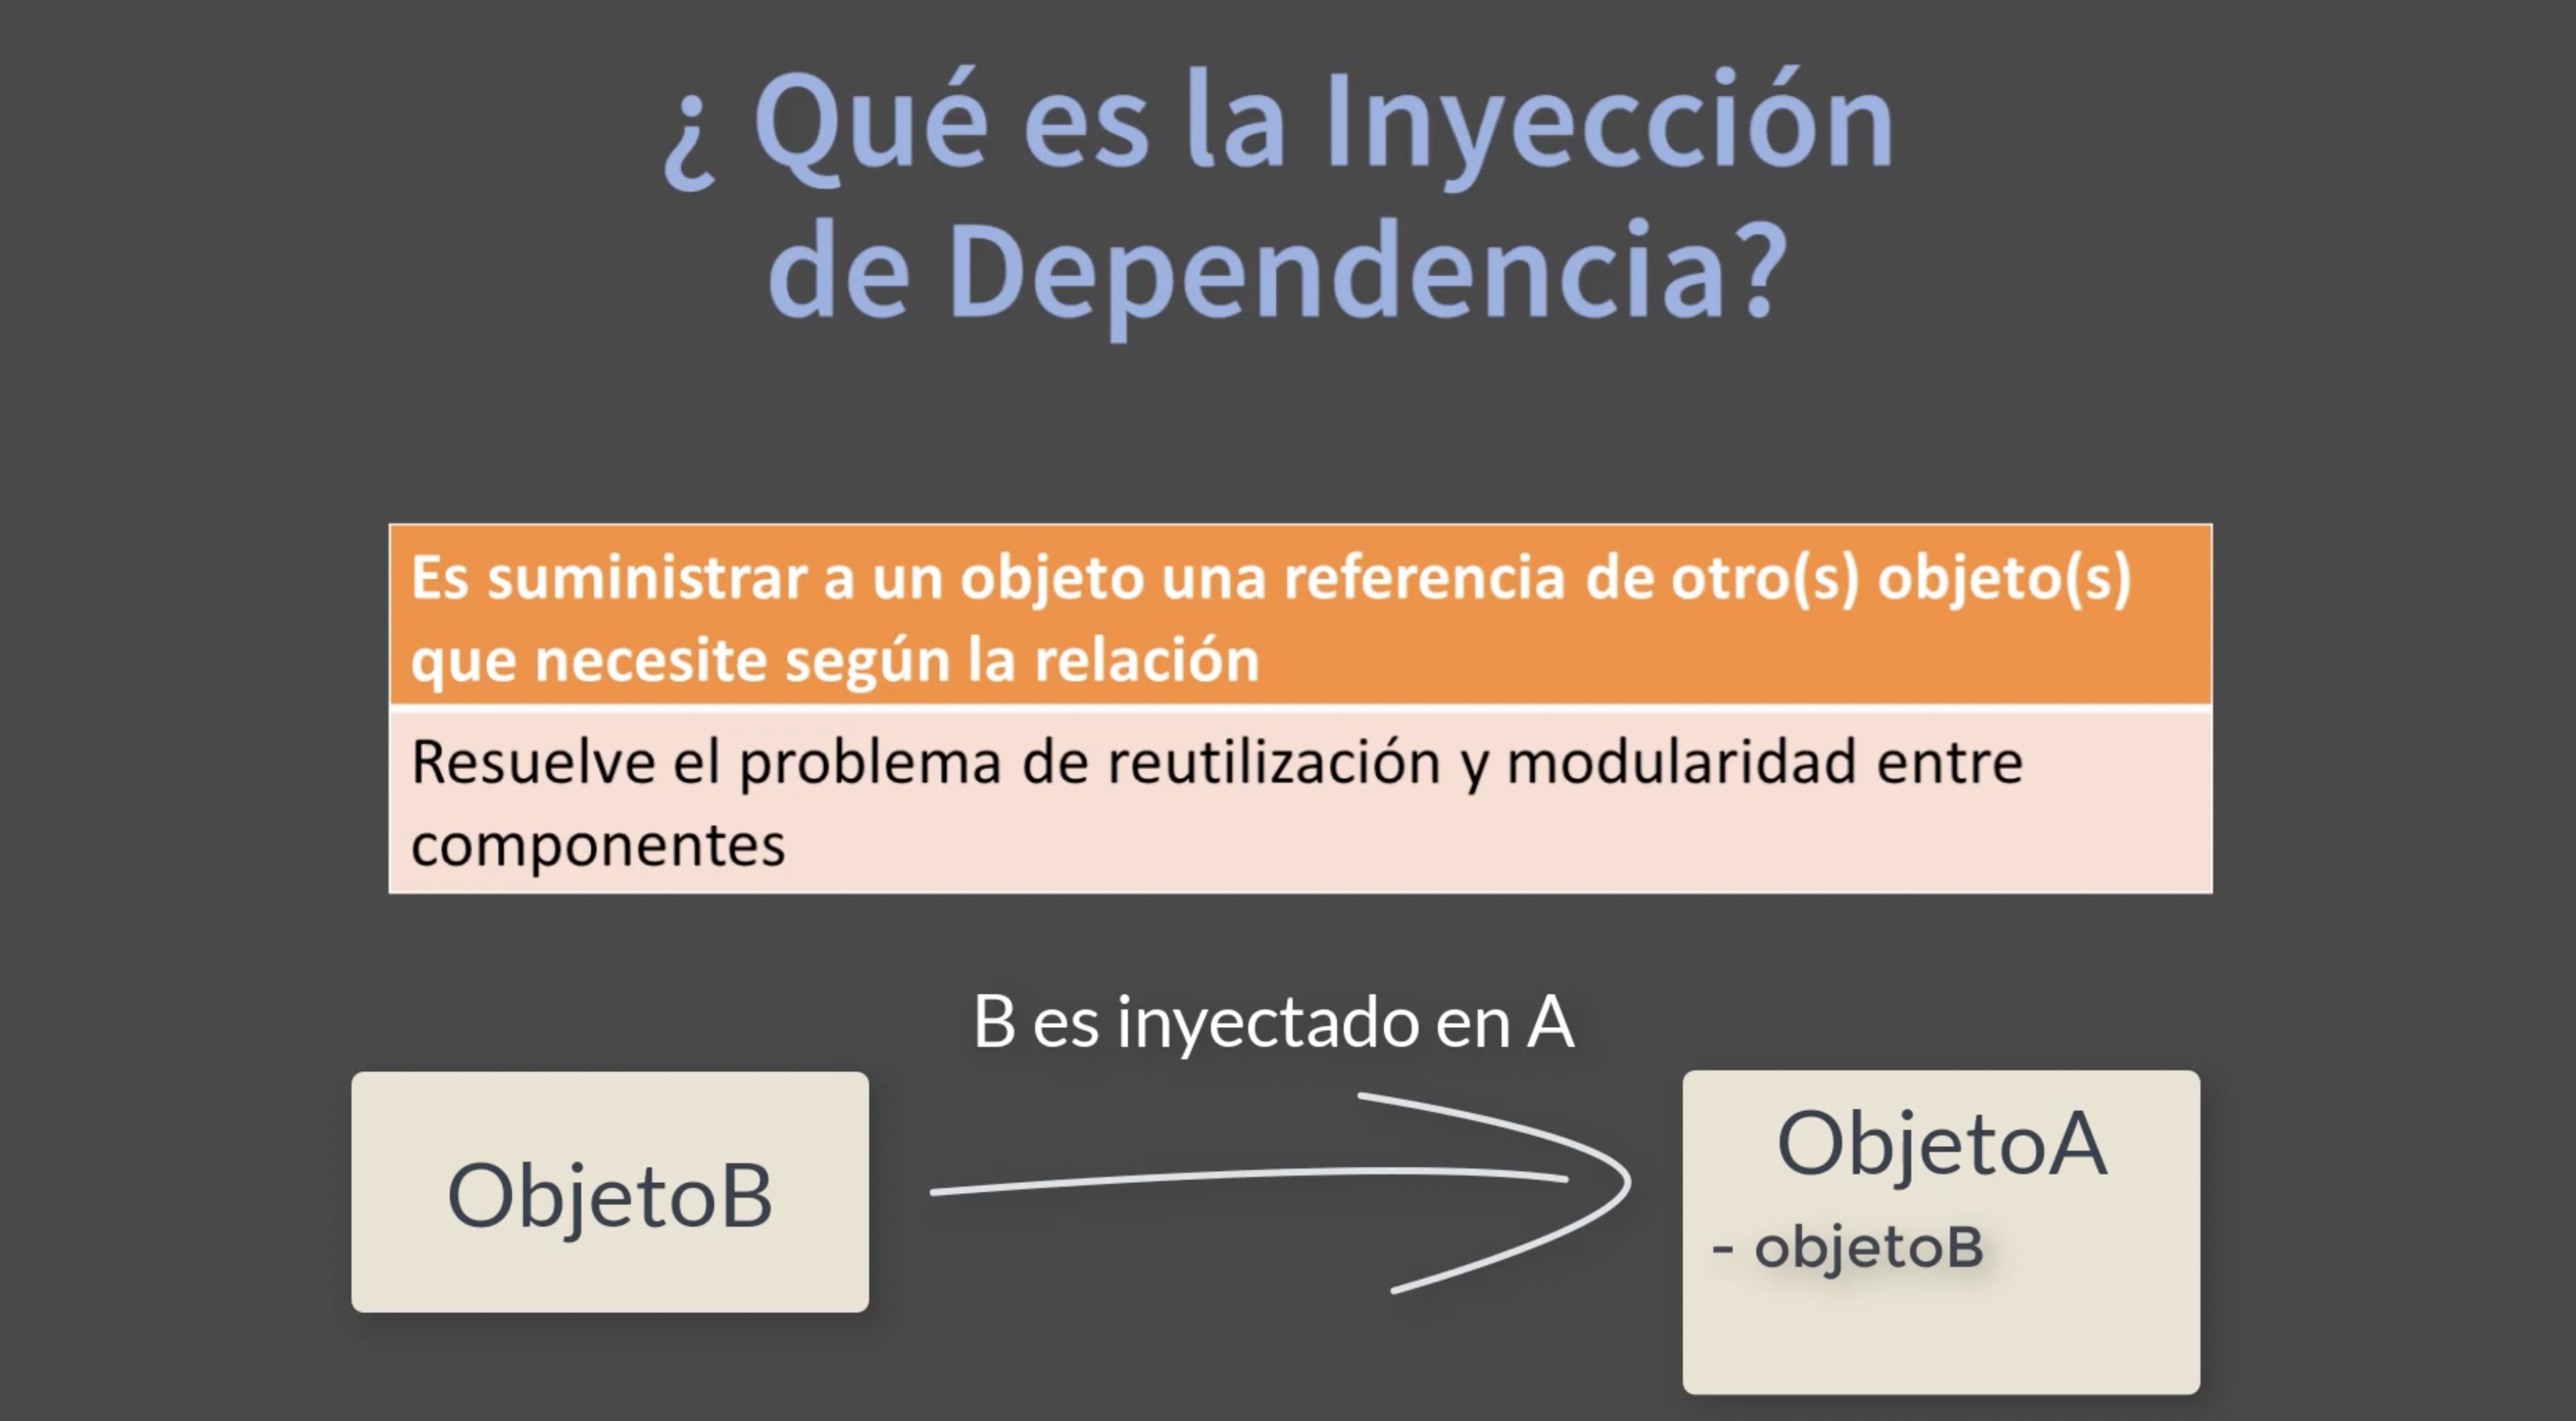 ¿ Qué es la Inyección
de Dependencia?
Es suministrar a un objeto una referencia de otro(s) objeto(s)
que necesite según la relación
Resuelve el problema de reutilización y modularidad entre
componentes
B es inyectado en A
ObjetoB
ObjetoA
- objetoB